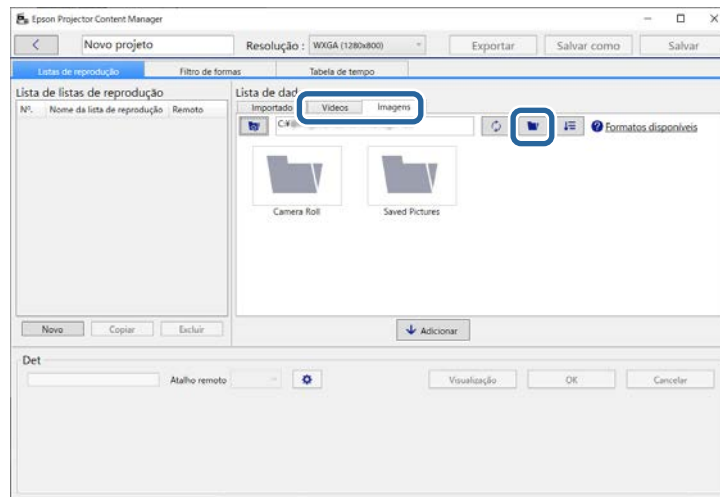 Epson Projector Content Manager
Novo projeto Resolução : WXGA (1280x800) Exportar Salvar como Salvar
Listas de reprodução Filtro de formas Tabela de tempo
Lista de listas de reprodução Lista de dad
Nº. Nome da lista de reprodução Remoto Importado Vídeos Imagens
C:¥ Formatos disponíveis
Camera Roll Saved Pictures
Novo Copiar Excluir Adicionar
Det
Atalho remoto Visualização OK Cancelar